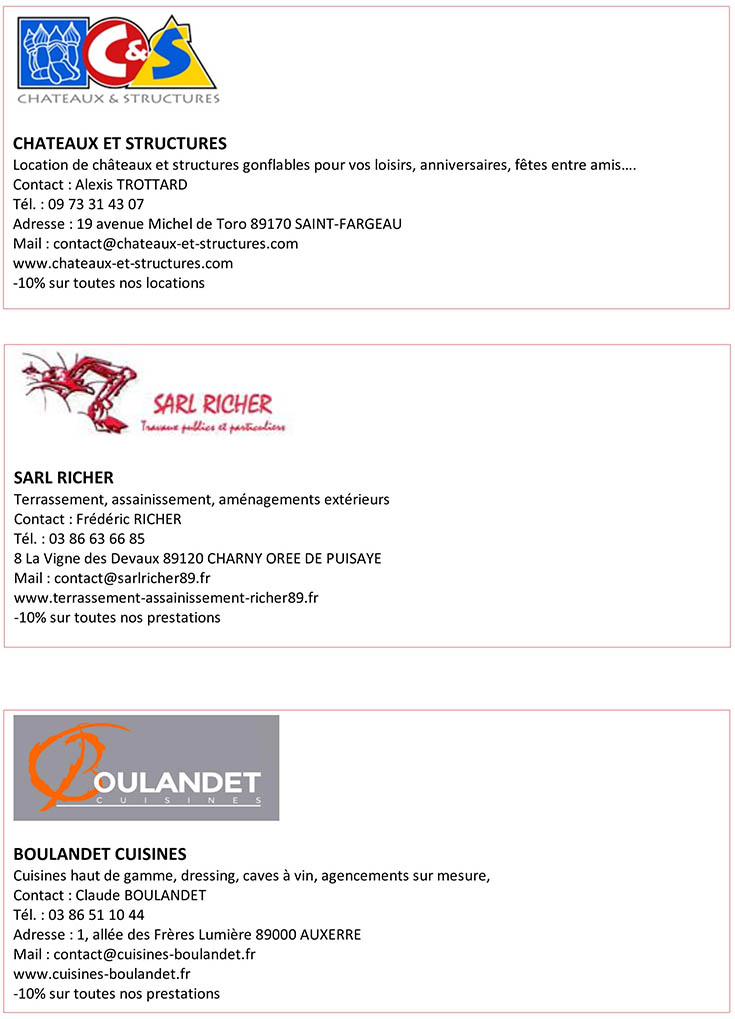 C&S
CHATEAUX & STRUCTURES
CHATEAUX ET STRUCTURES
Location de châteaux et structures gonflables pour vos loisirs, anniversaires, fêtes entre amis....
Contact : Alexis TROTTARD
Tél. : 09 73 31 43 07
Adresse : 19 avenue Michel de Toro 89170 SAINT-FARGEAU
Mail : contact@chateaux-et-structures.com
www.chateaux-et-structures.com
-10% sur toutes nos locations
SARL RICHER
Travaux publics et particuliers
SARL RICHER
Terrassement, assainissement, aménagements extérieurs
Contact : Frédéric RICHER
Tél. : 03 86 63 66 85
8 La Vigne des Devaux 89120 CHARNY OREE DE PUISAYE
Mail : contact@sarlricher89.fr
www.terrassement-assainissement-richer89.fr
-10% sur toutes nos prestations
BOULANDET
CUISINES
BOULANDET CUISINES
Cuisines haut de gamme, dressing, caves à vin, agencements sur mesure,
Contact : Claude BOULANDET
Tél. : 03 86 51 10 44
Adresse : 1, allée des Frères Lumière 89000 AUXERRE
Mail : contact@cuisines-boulandet.fr
www.cuisines-boulandet.fr
-10% sur toutes nos prestations